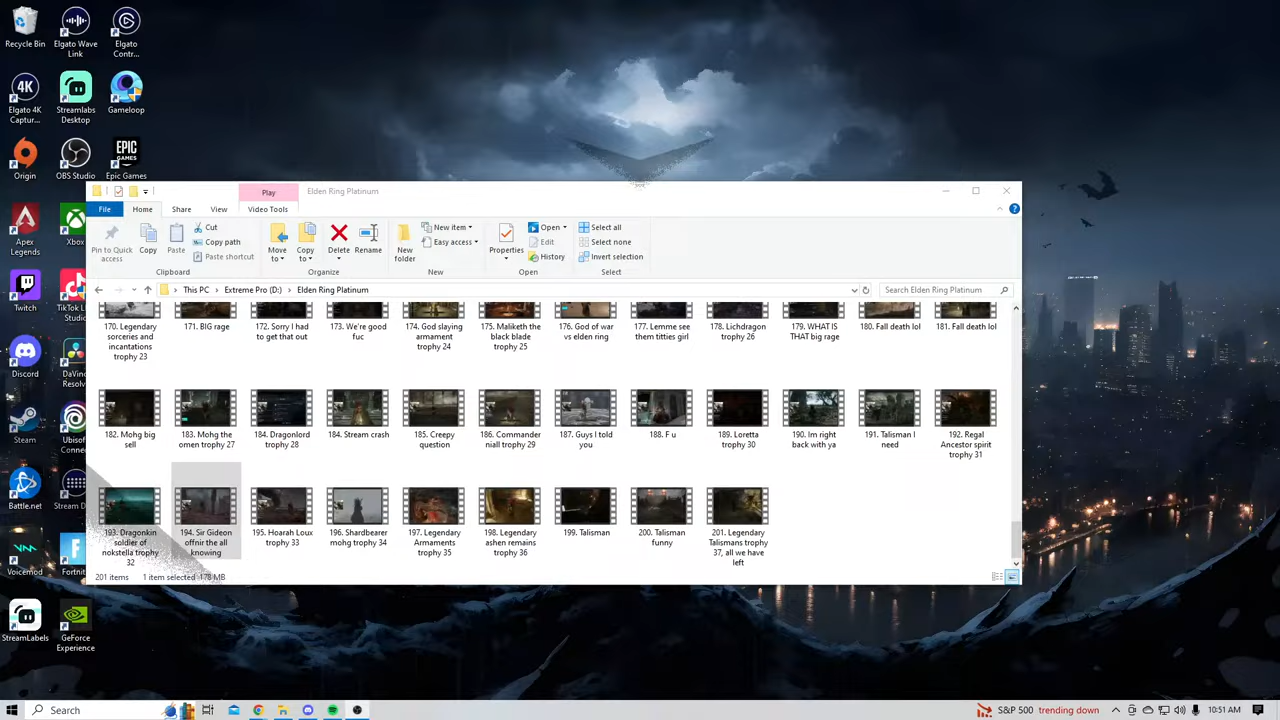 Recycle Bin
Elgato Wave
Link
Elgato
Contr...
4K
Elgato 4K
Captur...
Streamlabs
Desktop
Gameloop
Origin
OBS Studio
EPIC
GAMES
Epic Games
Apex
Legends
Xbox
Twitch
TikTok L
Studio
Discord
DaVinci
Resolve
Steam
Ubisof
Connec
Battle.net
Stream D
Voicemod
Fortnit
StreamLabels
GeForce
Experience
Play
Elden Ring Platinum
File
Home
Share
View
Video Tools
Pin to Quick
access
Copy
Paste
Cut
Copy path
Paste shortcut
Clipboard
Move
to
Copy
to
Delete
Rename
Organize
New
folder
New item
Easy access
New
Properties
Open
Edit
History
Open
Select all
Select none
Invert selection
Select
This PC > Extreme Pro (D:) > Elden Ring Platinum
Search Elden Ring Platinum
170. Legendary
sorceries and
incantations
trophy 23
171. BIG rage
172. Sorry I had
to get that out
173. We're good
fuc
174. God slaying
armament
trophy 24
175. Maliketh the
black blade
trophy 25
176. God of war
vs elden ring
177. Lemme see
them titties girl
178. Lichdragon
trophy 26
179. WHAT IS
THAT big rage
180. Fall death lol
181. Fall death lol
182. Mohg big
sell
183. Mohg the
omen trophy 27
184. Dragonlord
trophy 28
184. Stream crash
185. Creepy
question
186. Commander
niall trophy 29
187. Guys I told
you
188. F u
189. Loretta
trophy 30
190. Im right
back with ya
191. Talisman I
need
192. Regal
Ancestor spirit
trophy 31
193. Dragonkin
soldier of
nokstella trophy
32
194. Sir Gideon
offnir the all
knowing
195. Hoarah Loux
trophy 33
196. Shardbearer
mohg trophy 34
197. Legendary
Armaments
trophy 35
198. Legendary
ashen remains
trophy 36
199. Talisman
200. Talisman
funny
201. Legendary
Talismans trophy
37, all we have
left
201 items
1 item selected
178 MB
Search
S&P 500
trending down
10:51 AM